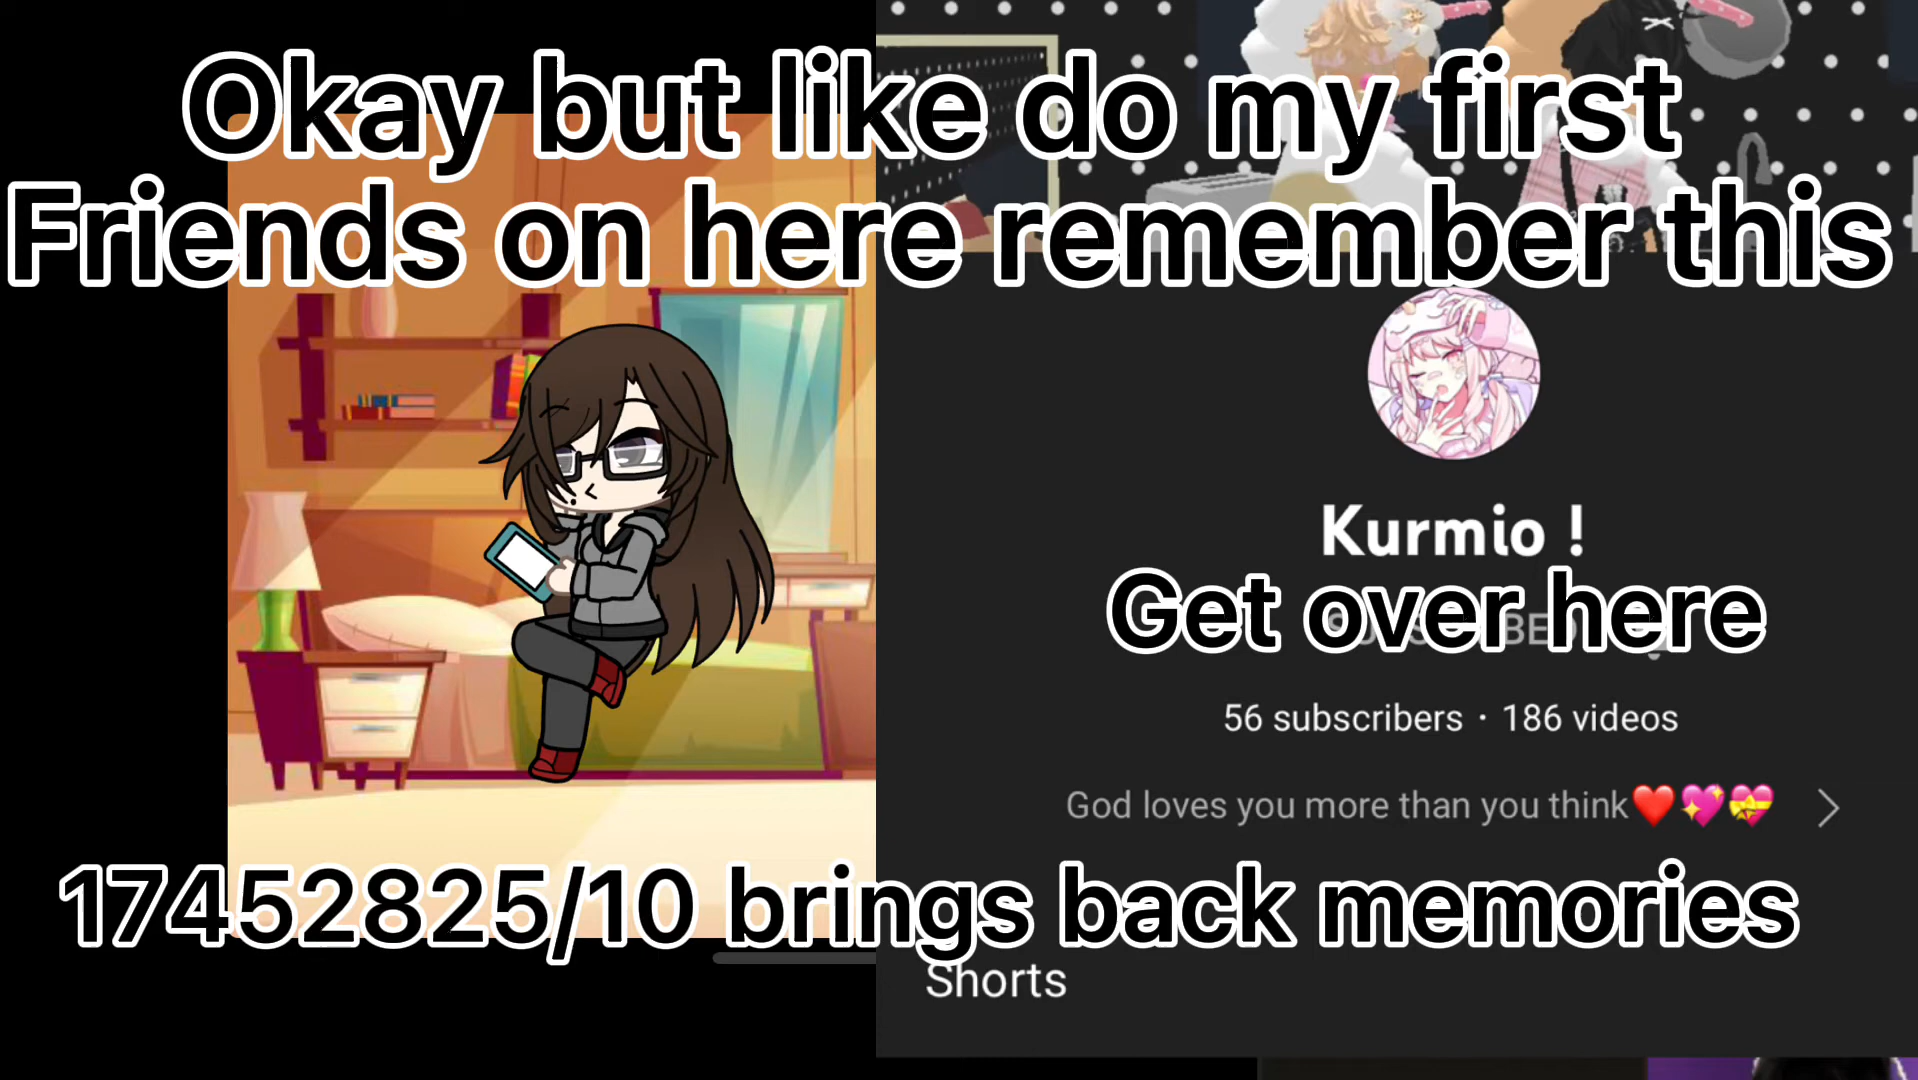 Okay but like do my first
Friends on here remember this
Kurmio !
Get over here
56 subscribers · 186 videos
God loves you more than you think❤️💖💝
17452825/10 brings back memories
Shorts